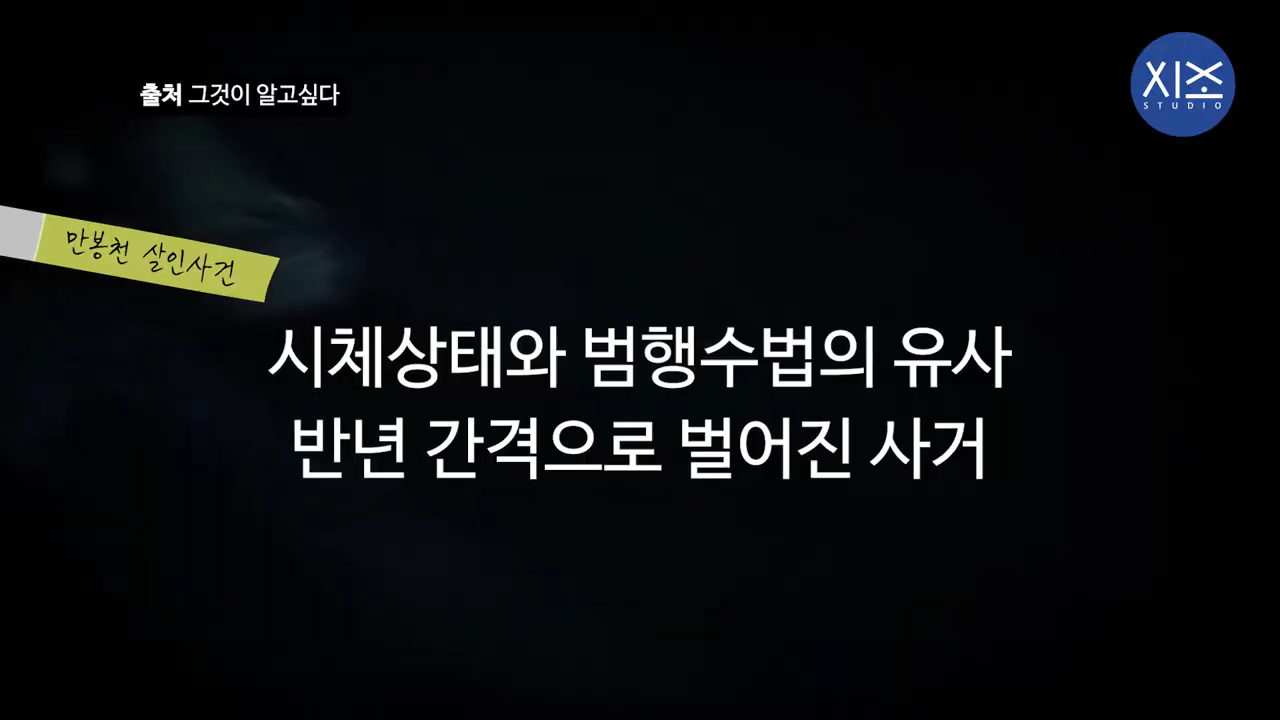 지조
STUDIO
출처 그것이 알고싶다
만봉천 살인사건
시체상태와 범행수법의 유사
반년 간격으로 벌어진 사거